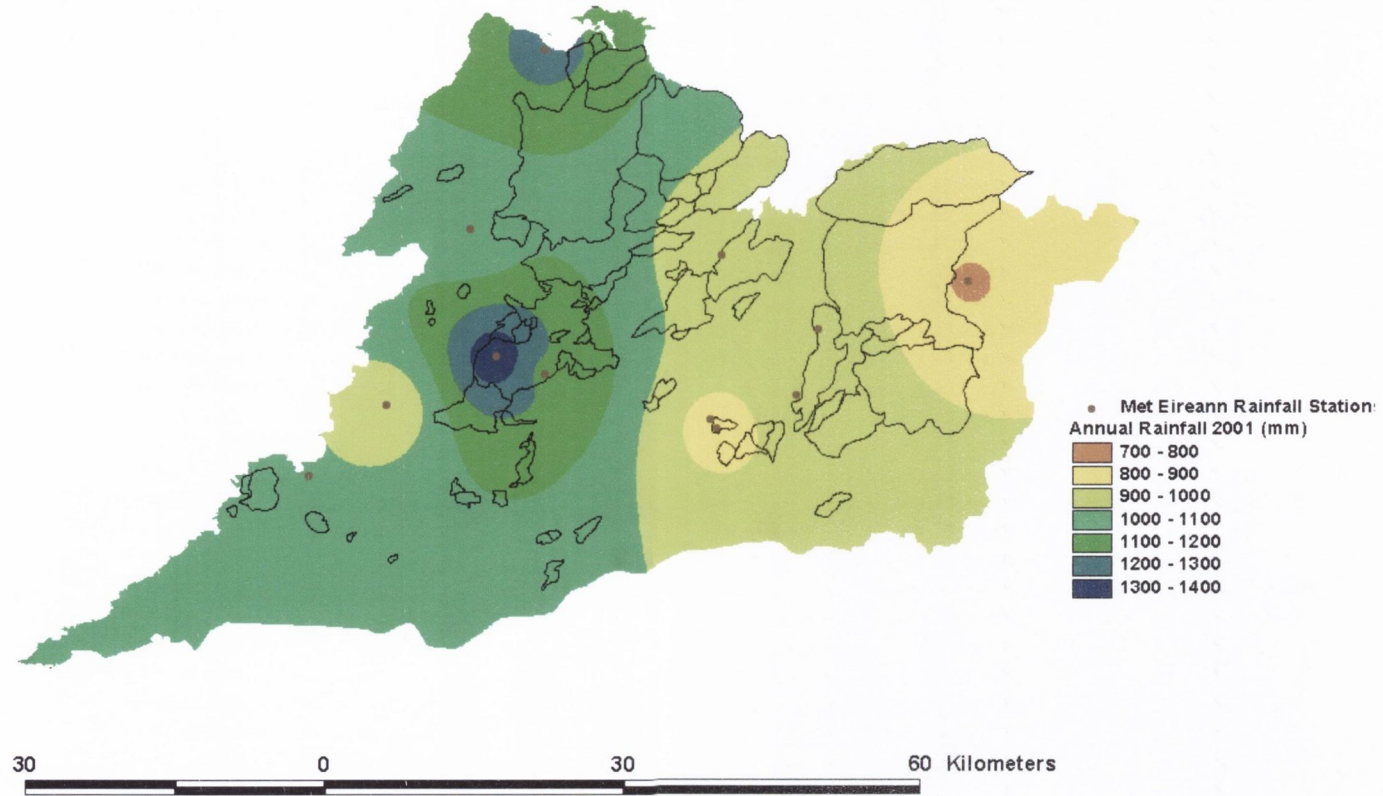 Met Eireann Rainfall Station
Annual Rainfall 2001 (mm)
700 - 800
800 - 900
900 - 1000
1000 - 1100
1100 - 1200
1200 - 1300
1300 - 1400
30 0 30 60 Kilometers